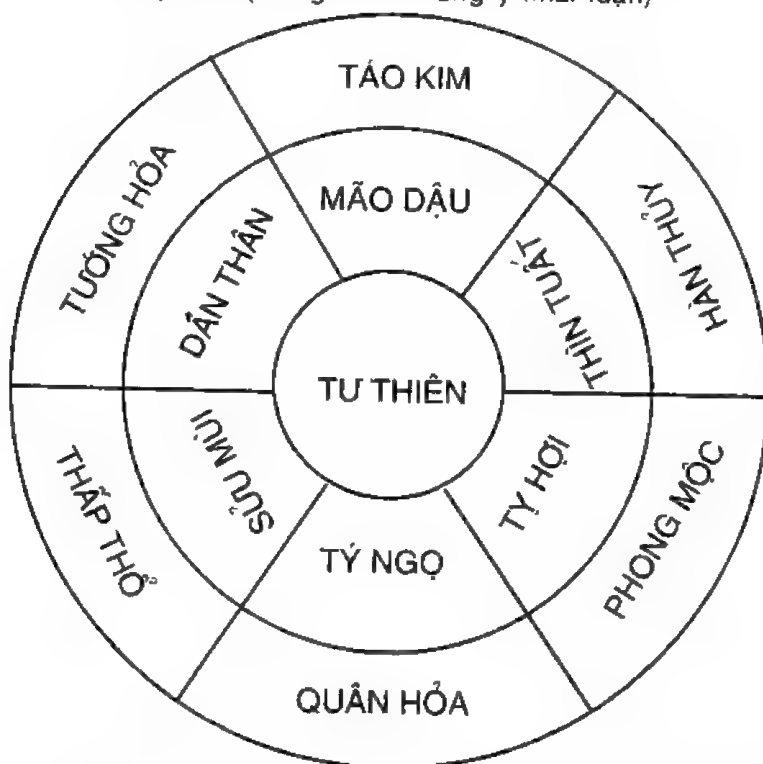 luận)
TÁO KIM
TƯỚNG HỎA
MÃO DẬU
HÀN THỦY
DẦN THÂN
THÌN TUẤT
TƯ THIÊN
SỬU MÙI
TỴ HỢI
THẤP THỔ
TÝ NGỌ
PHONG MỘC
QUÂN HỎA